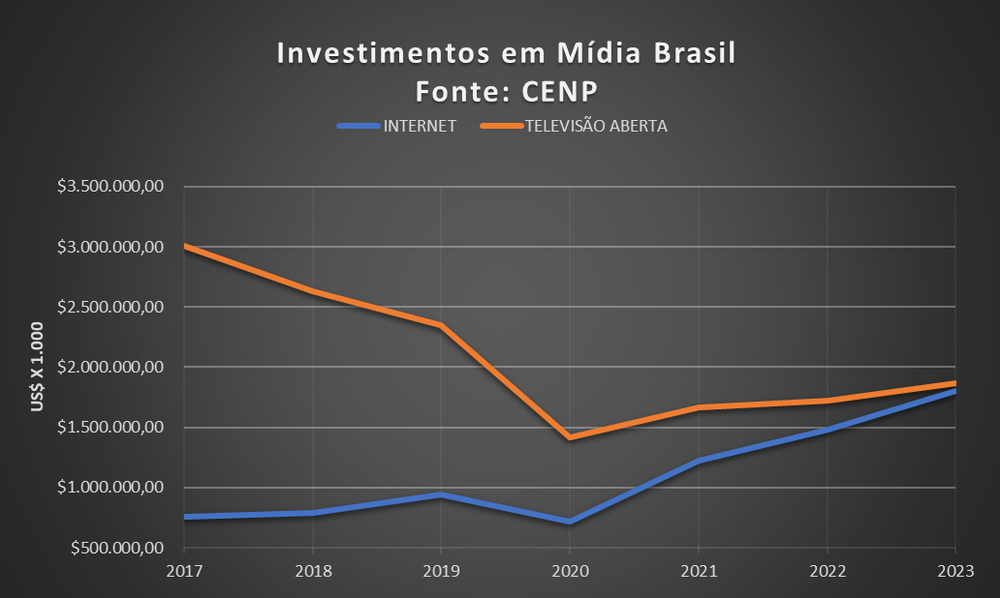 Investimentos em Mídia Brasil
Fonte: CENP
INTERNET
TELEVISÃO ABERTA
US$ X 1.000
$3.500.000,00
$3.000.000,00
$2.500.000,00
$2.000.000,00
$1.500.000,00
$1.000.000,00
$500.000,00
2017
2018
2019
2020
2021
2022
2023